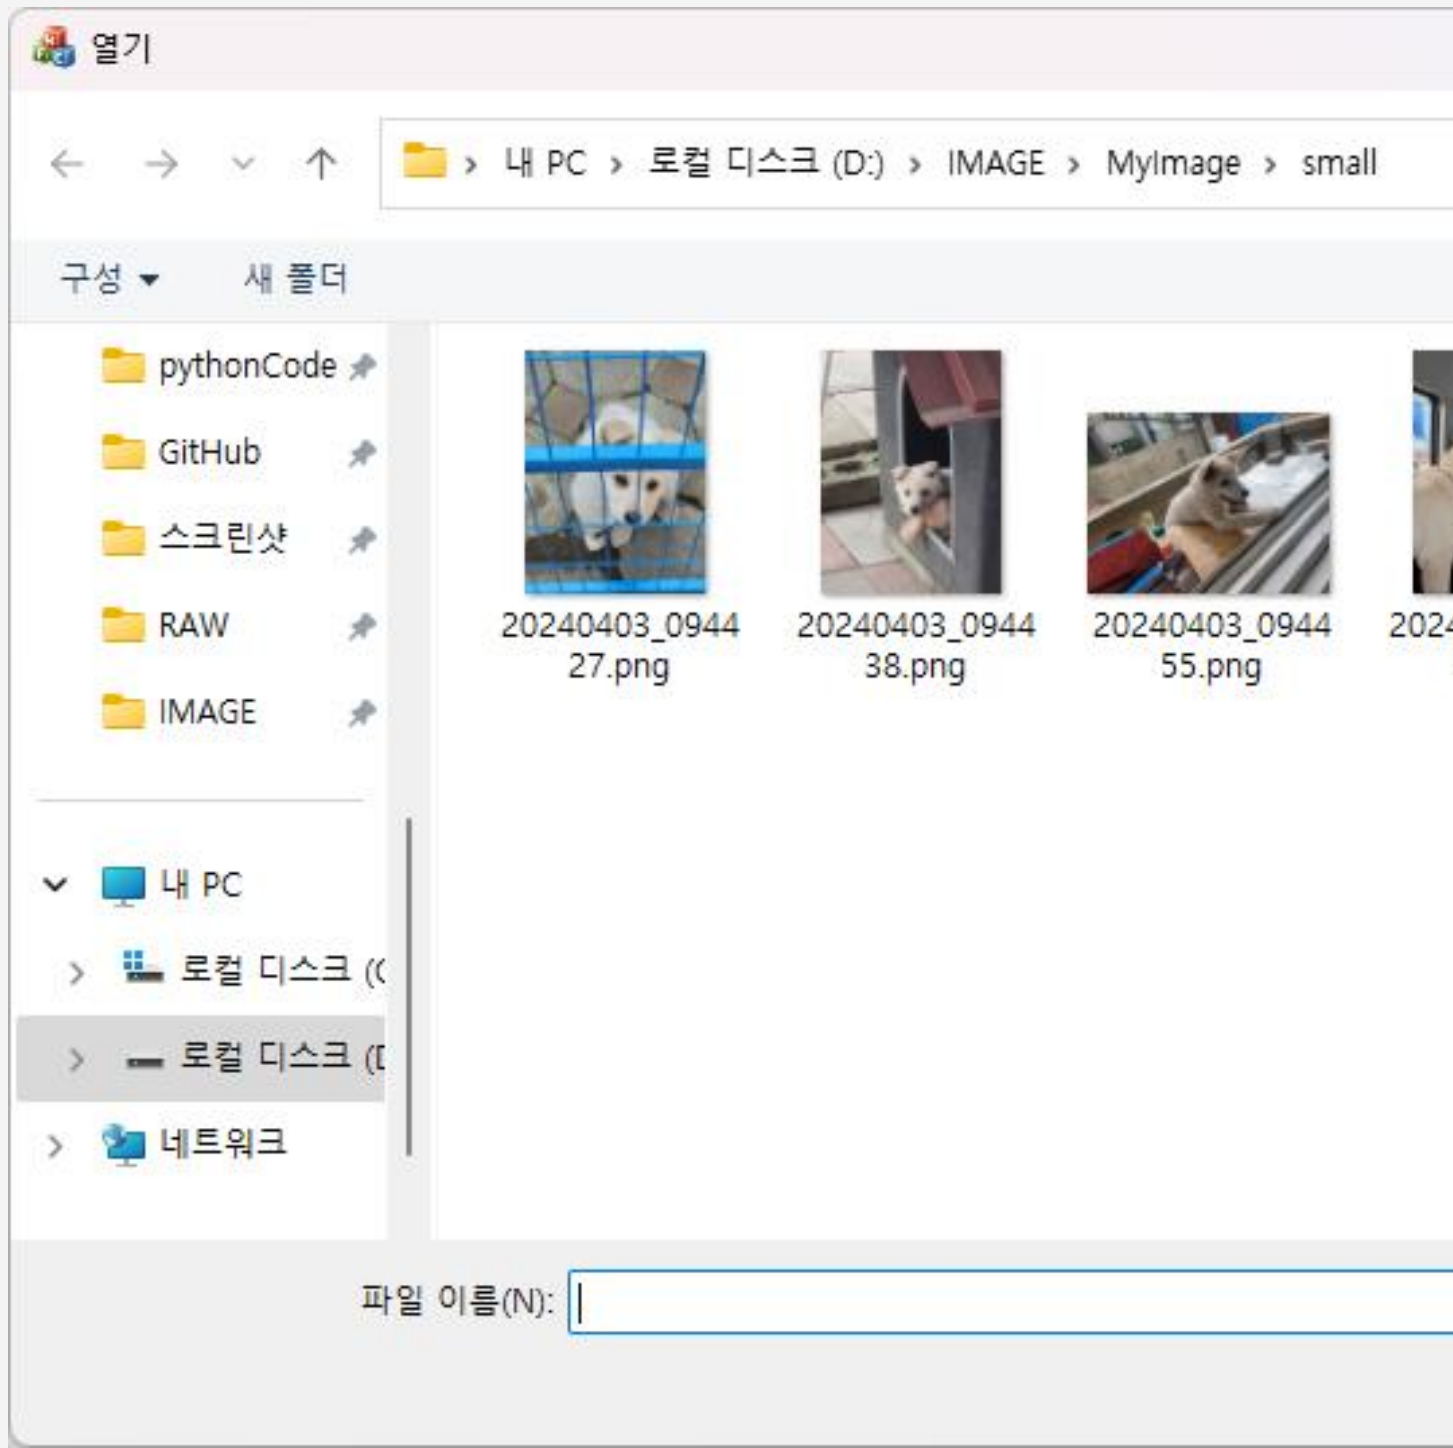 열기
내 PC > 로컬 디스크 (D:) > IMAGE > MyImage > small
구성 새 폴더
pythonCode
GitHub
스크린샷
RAW
IMAGE
내 PC
로컬 디스크 (C
로컬 디스크 (D
네트워크
20240403_0944
27.png
20240403_0944
38.png
20240403_0944
55.png
202
파일 이름(N):